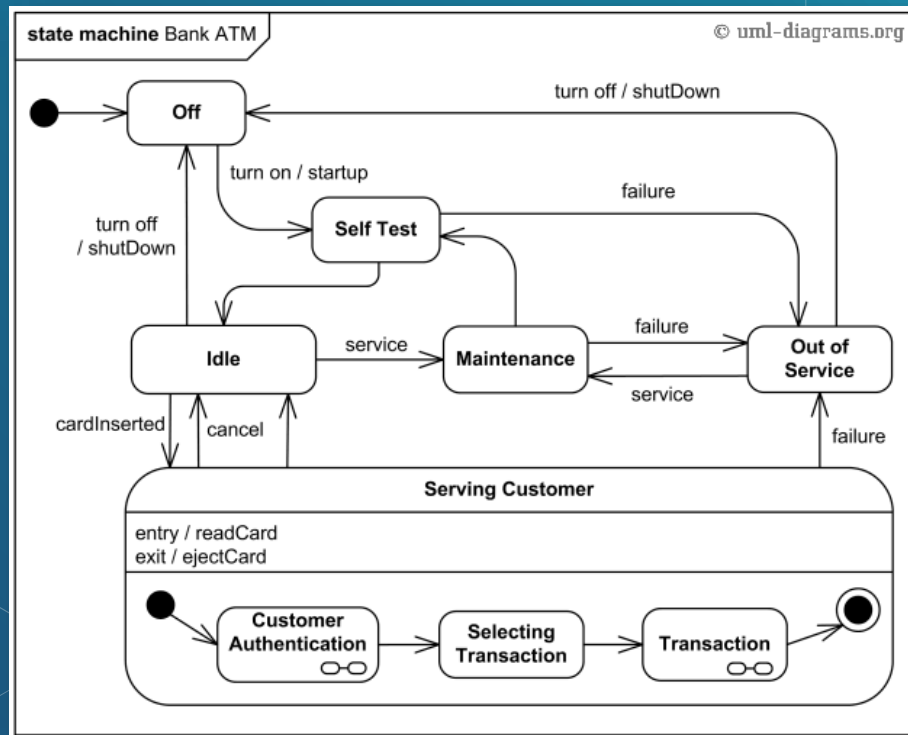 state machine Bank ATM
© uml-diagrams.org
turn off / shutDown
Off
turn on / startup
failure
turn off
/ shutDown
Self Test
Idle
service
Maintenance
failure
Out of
Service
service
cardInserted
cancel
failure
Serving Customer
entry / readCard
exit / ejectCard
Customer
Authentication
Selecting
Transaction
Transaction